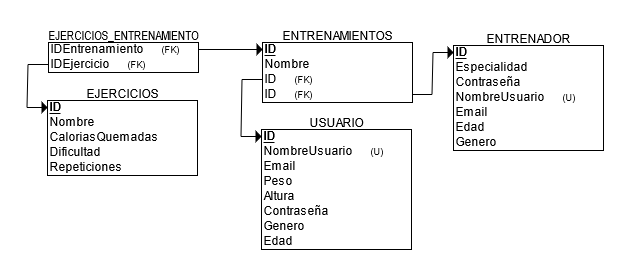 EJERCICIOS_ENTRENAMIENTO
IDEntrenamiento (FK)
IDEjercicio (FK)
ENTRENAMIENTOS
ID
Nombre
ID (FK)
ID (FK)
ENTRENADOR
ID
Especialidad
Contraseña
NombreUsuario (U)
Email
Edad
Genero
EJERCICIOS
ID
Nombre
CaloriasQuemadas
Dificultad
Repeticiones
USUARIO
ID
NombreUsuario (U)
Email
Peso
Altura
Contraseña
Genero
Edad